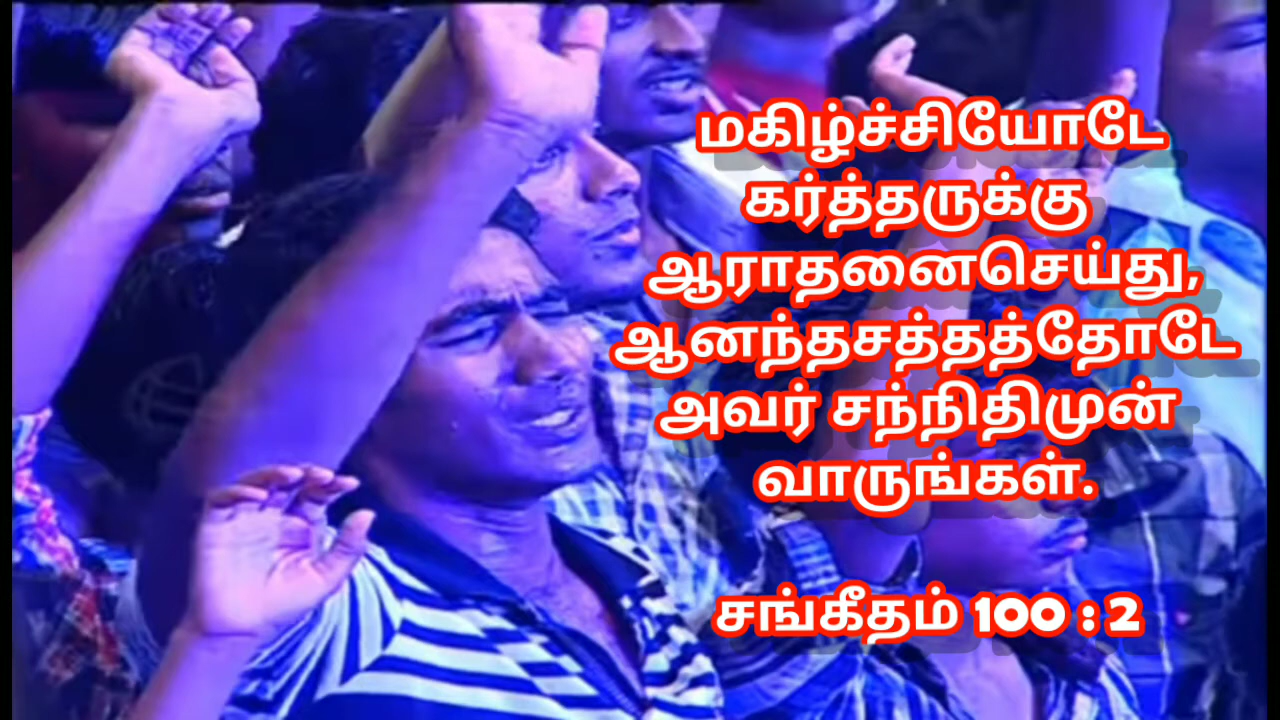 மகிழ்ச்சியோடே
கர்த்தருக்கு
ஆராதனைசெய்து,
ஆனந்தசத்தத்தோடே
அவர் சந்நிதிமுன்
வாருங்கள்.
சங்கீதம் 100 : 2